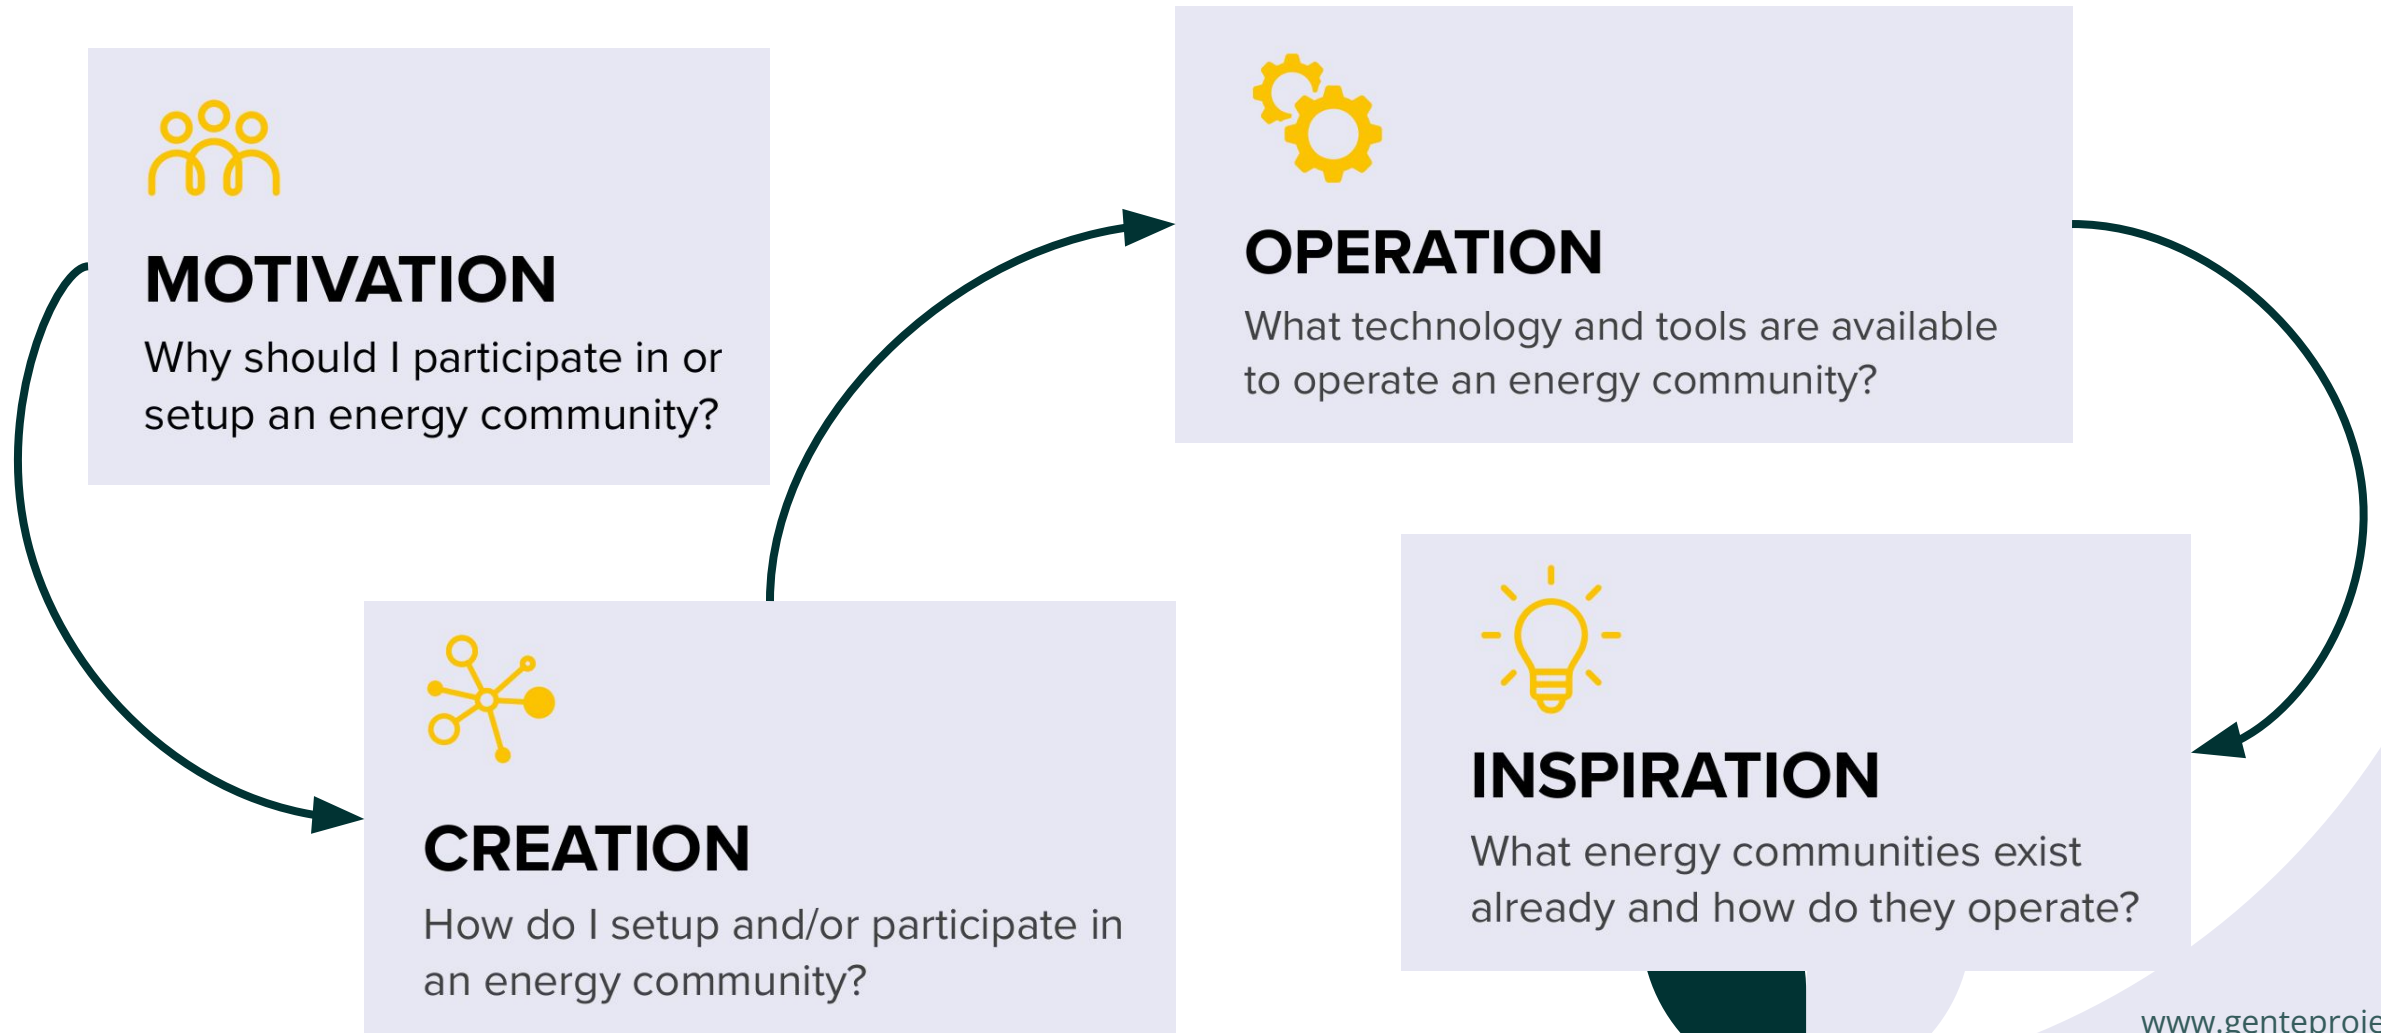 MOTIVATION
Why should I participate in or
setup an energy community?
CREATION
How do I setup and/or participate in
an energy community?
OPERATION
What technology and tools are available
to operate an energy community?
INSPIRATION
What energy communities exist
already and how do they operate?